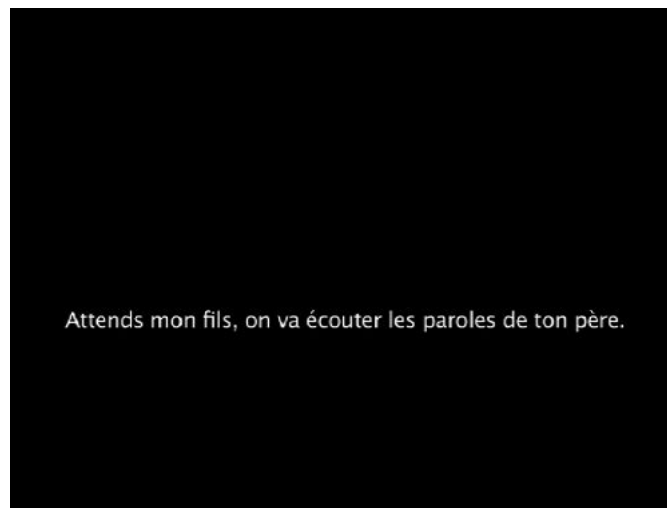 Attends mon fils, on va écouter les paroles de ton père.